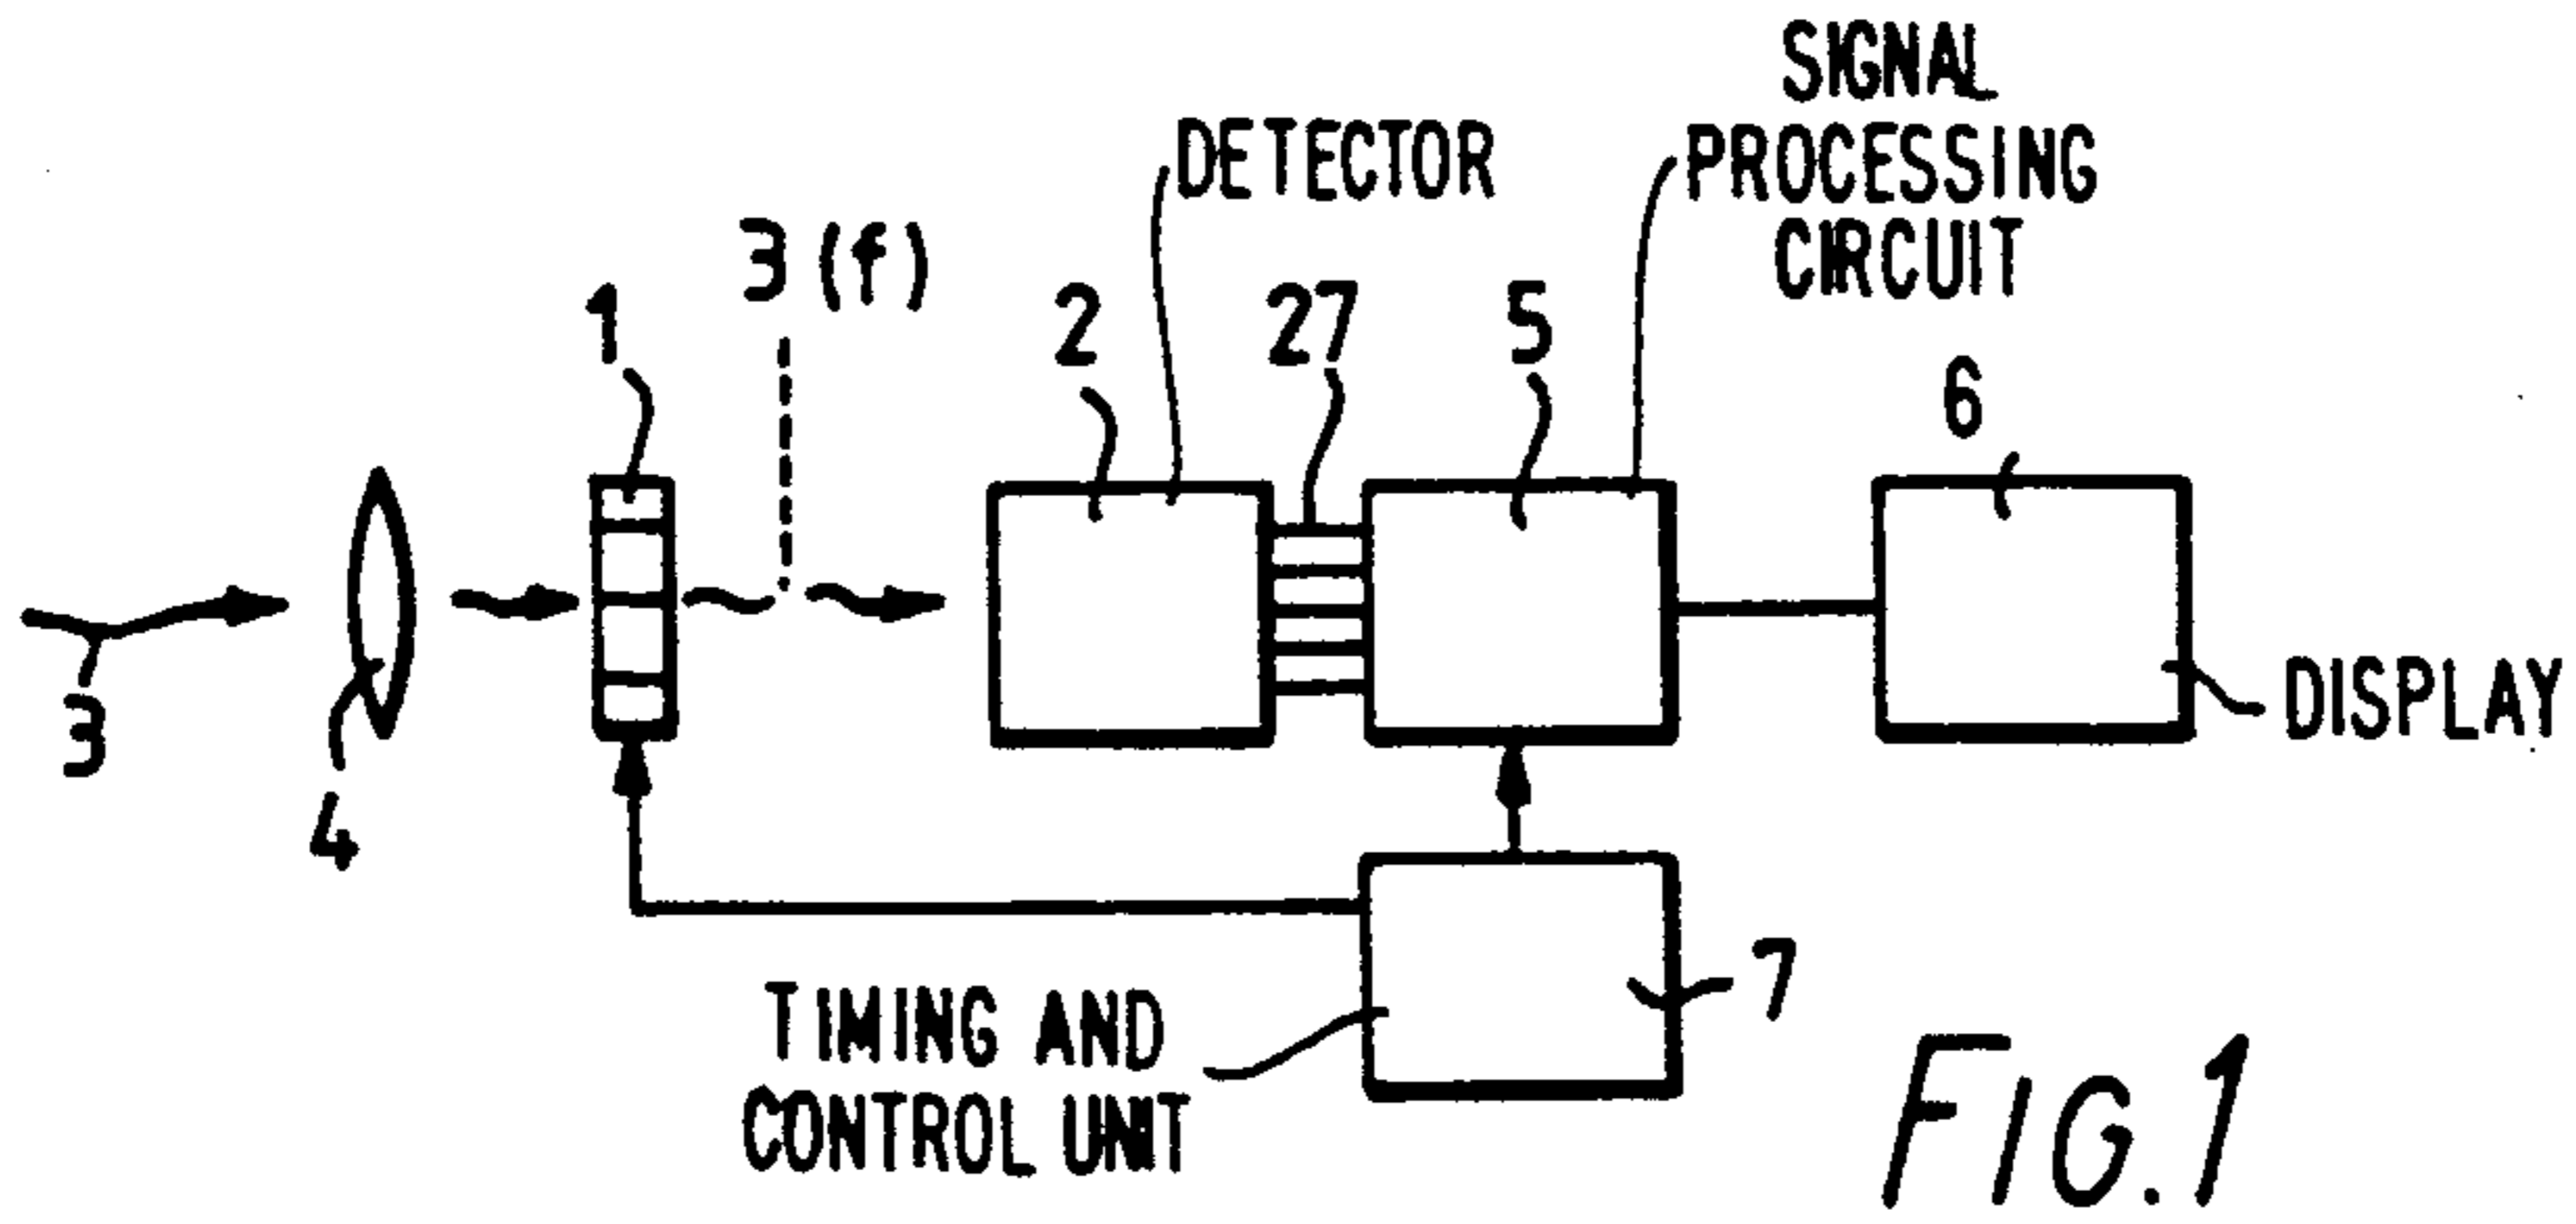 SIGNAL
PROCESSING
CIRCUIT
DETECTOR
3 (f)
1
2
27
5
6
3
4
DISPLAY
7
TIMING AND
CONTROL UNIT
FIG. 1